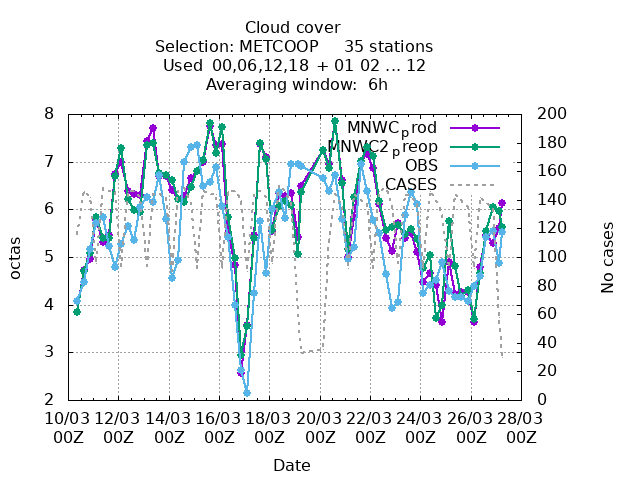 Cloud cover
Selection: METCOOP 35 stations
Used 00,06,12,18 + 01 02 ... 12
Averaging window: 6h
8 200
180
MNWC_prod
MNWC2_preop
7 160
OBS
CASES
140
6
120
octas
No cases
5 100
80
4
60
3 40
20
2 0
10/03 12/03 14/03 16/03 18/03 20/03 22/03 24/03 26/03 28/03
00Z 00Z 00Z 00Z 00Z 00Z 00Z 00Z 00Z 00Z
Date